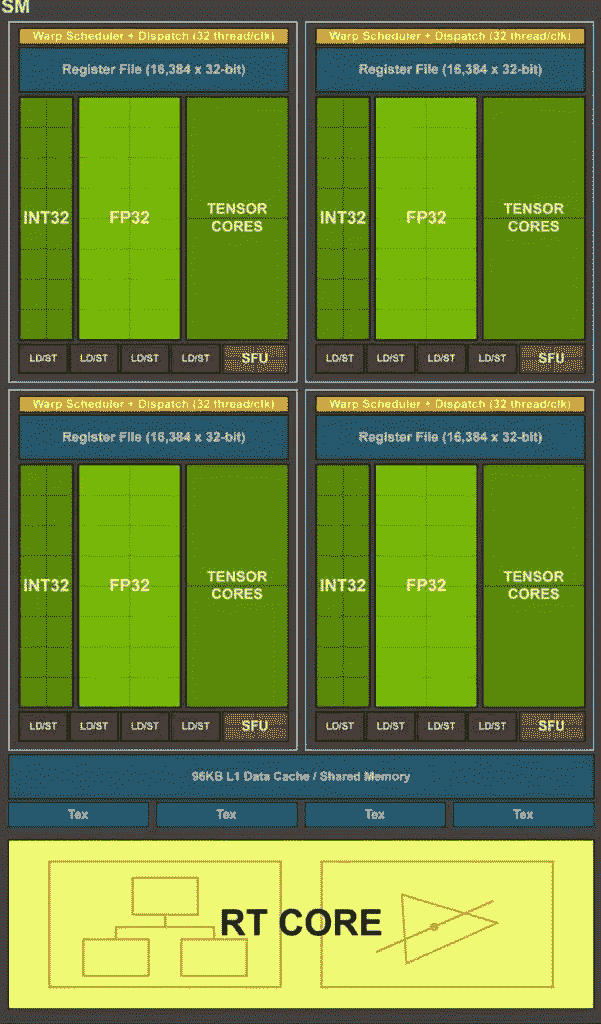 SM
Warp Scheduler + Dispatch (32 thread/clk)
Warp Scheduler + Dispatch (32 thread/clk)
Register File (16,384 x 32-bit)
Register File (16,384 x 32-bit)
INT32
FP32
TENSOR
CORES
INT32
FP32
TENSOR
CORES
LD/ST
LD/ST
LD/ST
LD/ST
SFU
LD/ST
LD/ST
LD/ST
LD/ST
SFU
Warp Scheduler + Dispatch (32 thread/clk)
Warp Scheduler + Dispatch (32 thread/clk)
Register File (16,384 x 32-bit)
Register File (16,384 x 32-bit)
INT32
FP32
TENSOR
CORES
INT32
FP32
TENSOR
CORES
LD/ST
LD/ST
LD/ST
LD/ST
SFU
LD/ST
LD/ST
LD/ST
LD/ST
SFU
96KB L1 Data Cache / Shared Memory
Tex
Tex
Tex
Tex
RT CORE